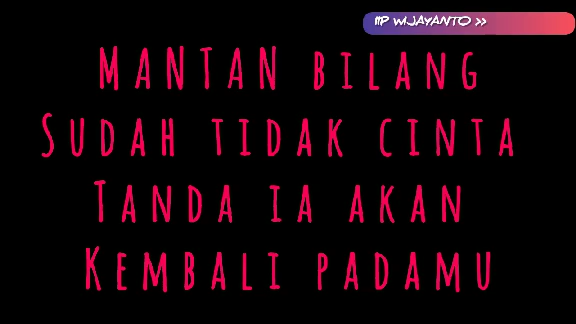 IIP WIJAYANTO >>
MANTAN BILANG
SUDAH TIDAK CINTA
TANDA IA AKAN
KEMBALI PADAMU